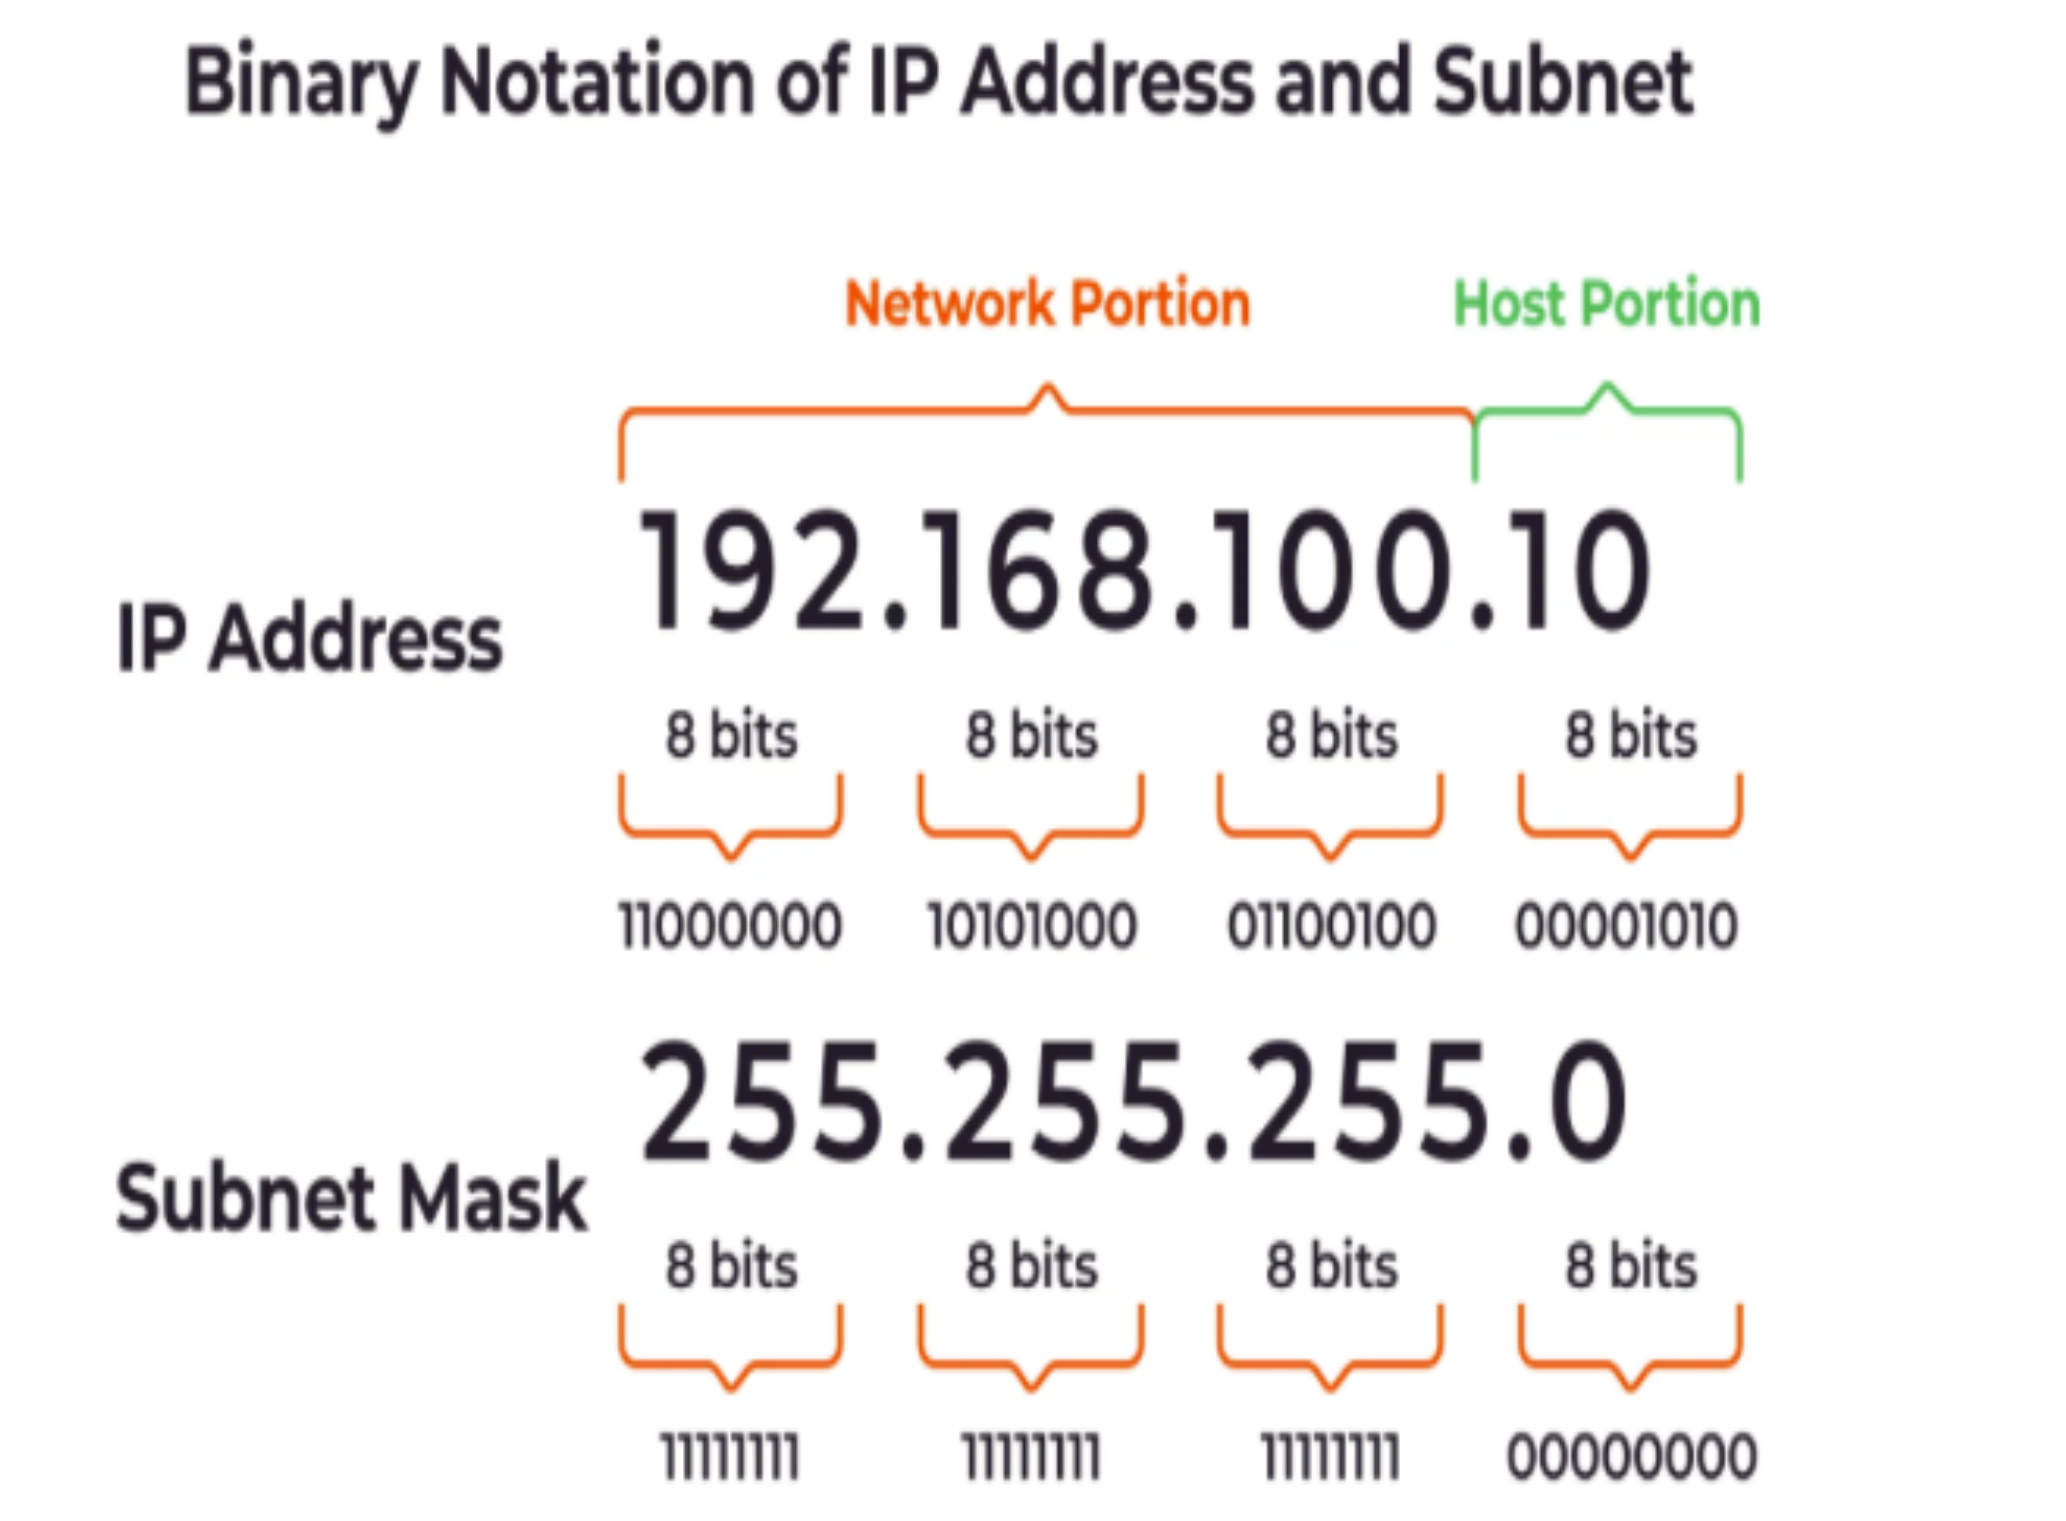 Binary Notation of IP Address and Subnet
Network Portion Host Portion
192.168.100.10
IP Address
8 bits 8 bits 8 bits 8 bits
11000000 10101000 01100100 00001010
255.255.255.0
Subnet Mask
8 bits 8 bits 8 bits 8 bits
11111111 11111111 11111111 00000000